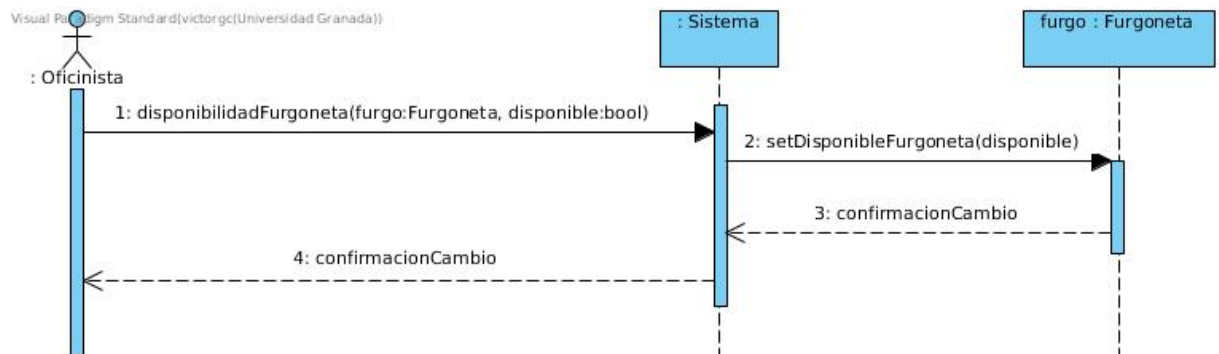 Visual Paradigm Standard(victorgc(Universidad Granada))
: Oficinista
: Sistema
furgo : Furgoneta
1: disponibilidadFurgoneta(furgo:Furgoneta, disponible:bool)
2: setDisponibleFurgoneta(disponible)
3: confirmacionCambio
4: confirmacionCambio